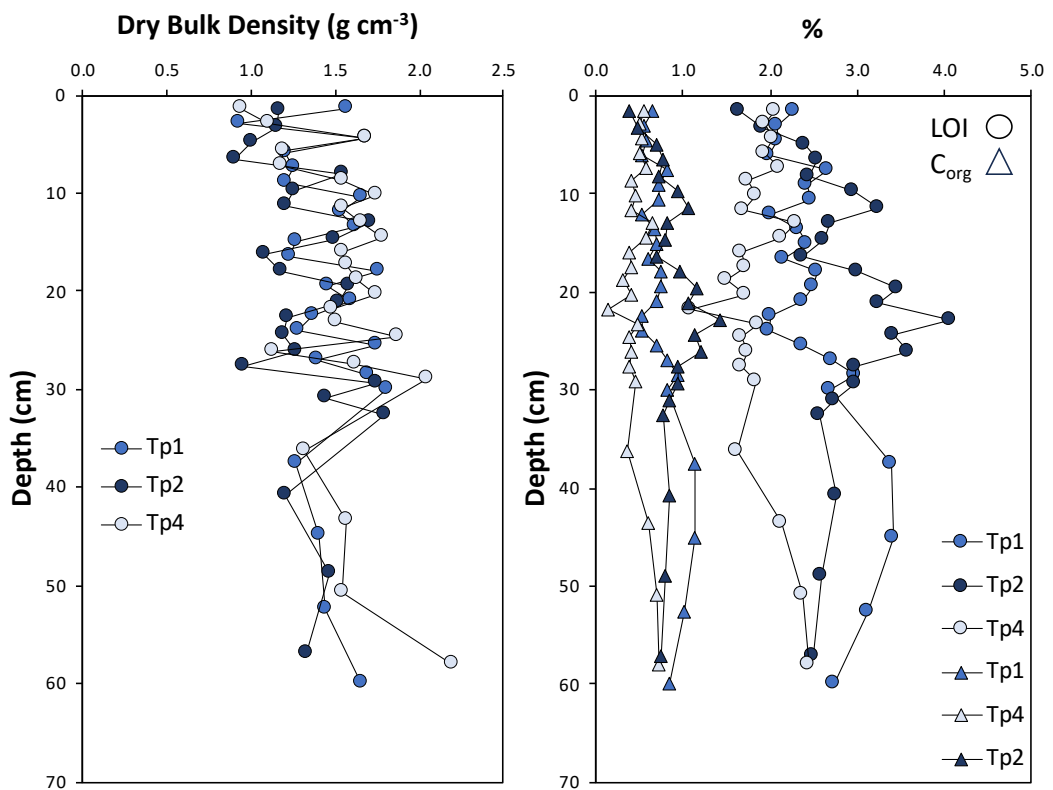 Dry Bulk Density (g cm-3)
0.0 0.5 1.0 1.5 2.0 2.5
0
10
20
30
40
50
60
70
Depth (cm)
Tp1
Tp2
Tp4
%
0.0 1.0 2.0 3.0 4.0 5.0
0
10
20
30
40
50
60
70
Depth (cm)
LOI
Corg
Tp1
Tp2
Tp4
Tp1
Tp4
Tp2